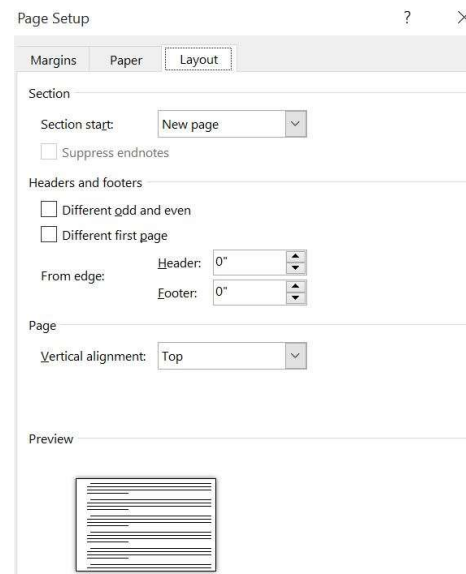 Page Setup ?
Margins Paper Layout
Section
Section start: New page
Suppress endnotes
Headers and footers
Different odd and even
Different first page
From edge:
Header: 0"
Footer: 0"
Page
Vertical alignment: Top
Preview